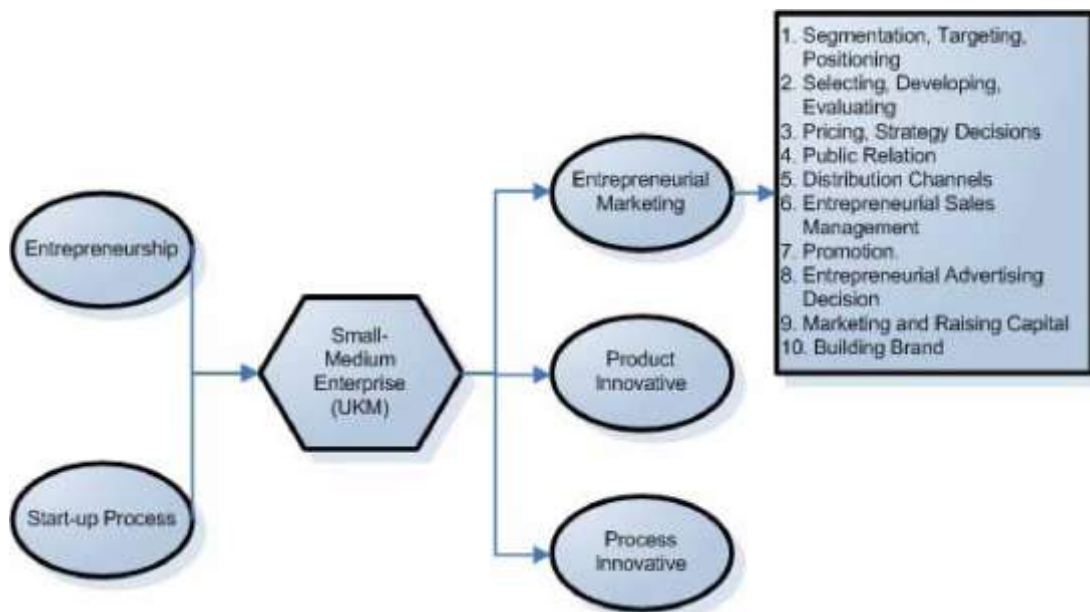 Entrepreneurship
Start-up Process
Small-
Medium
Enterprise
(UKM)
Entrepreneurial
Marketing
Product
Innovative
Process
Innovative
1. Segmentation, Targeting,
Positioning
2. Selecting, Developing,
Evaluating
3. Pricing, Strategy Decisions
4. Public Relation
5. Distribution Channels
6. Entrepreneurial Sales
Management
7. Promotion.
8. Entrepreneurial Advertising
Decision
9. Marketing and Raising Capital
10. Building Brand